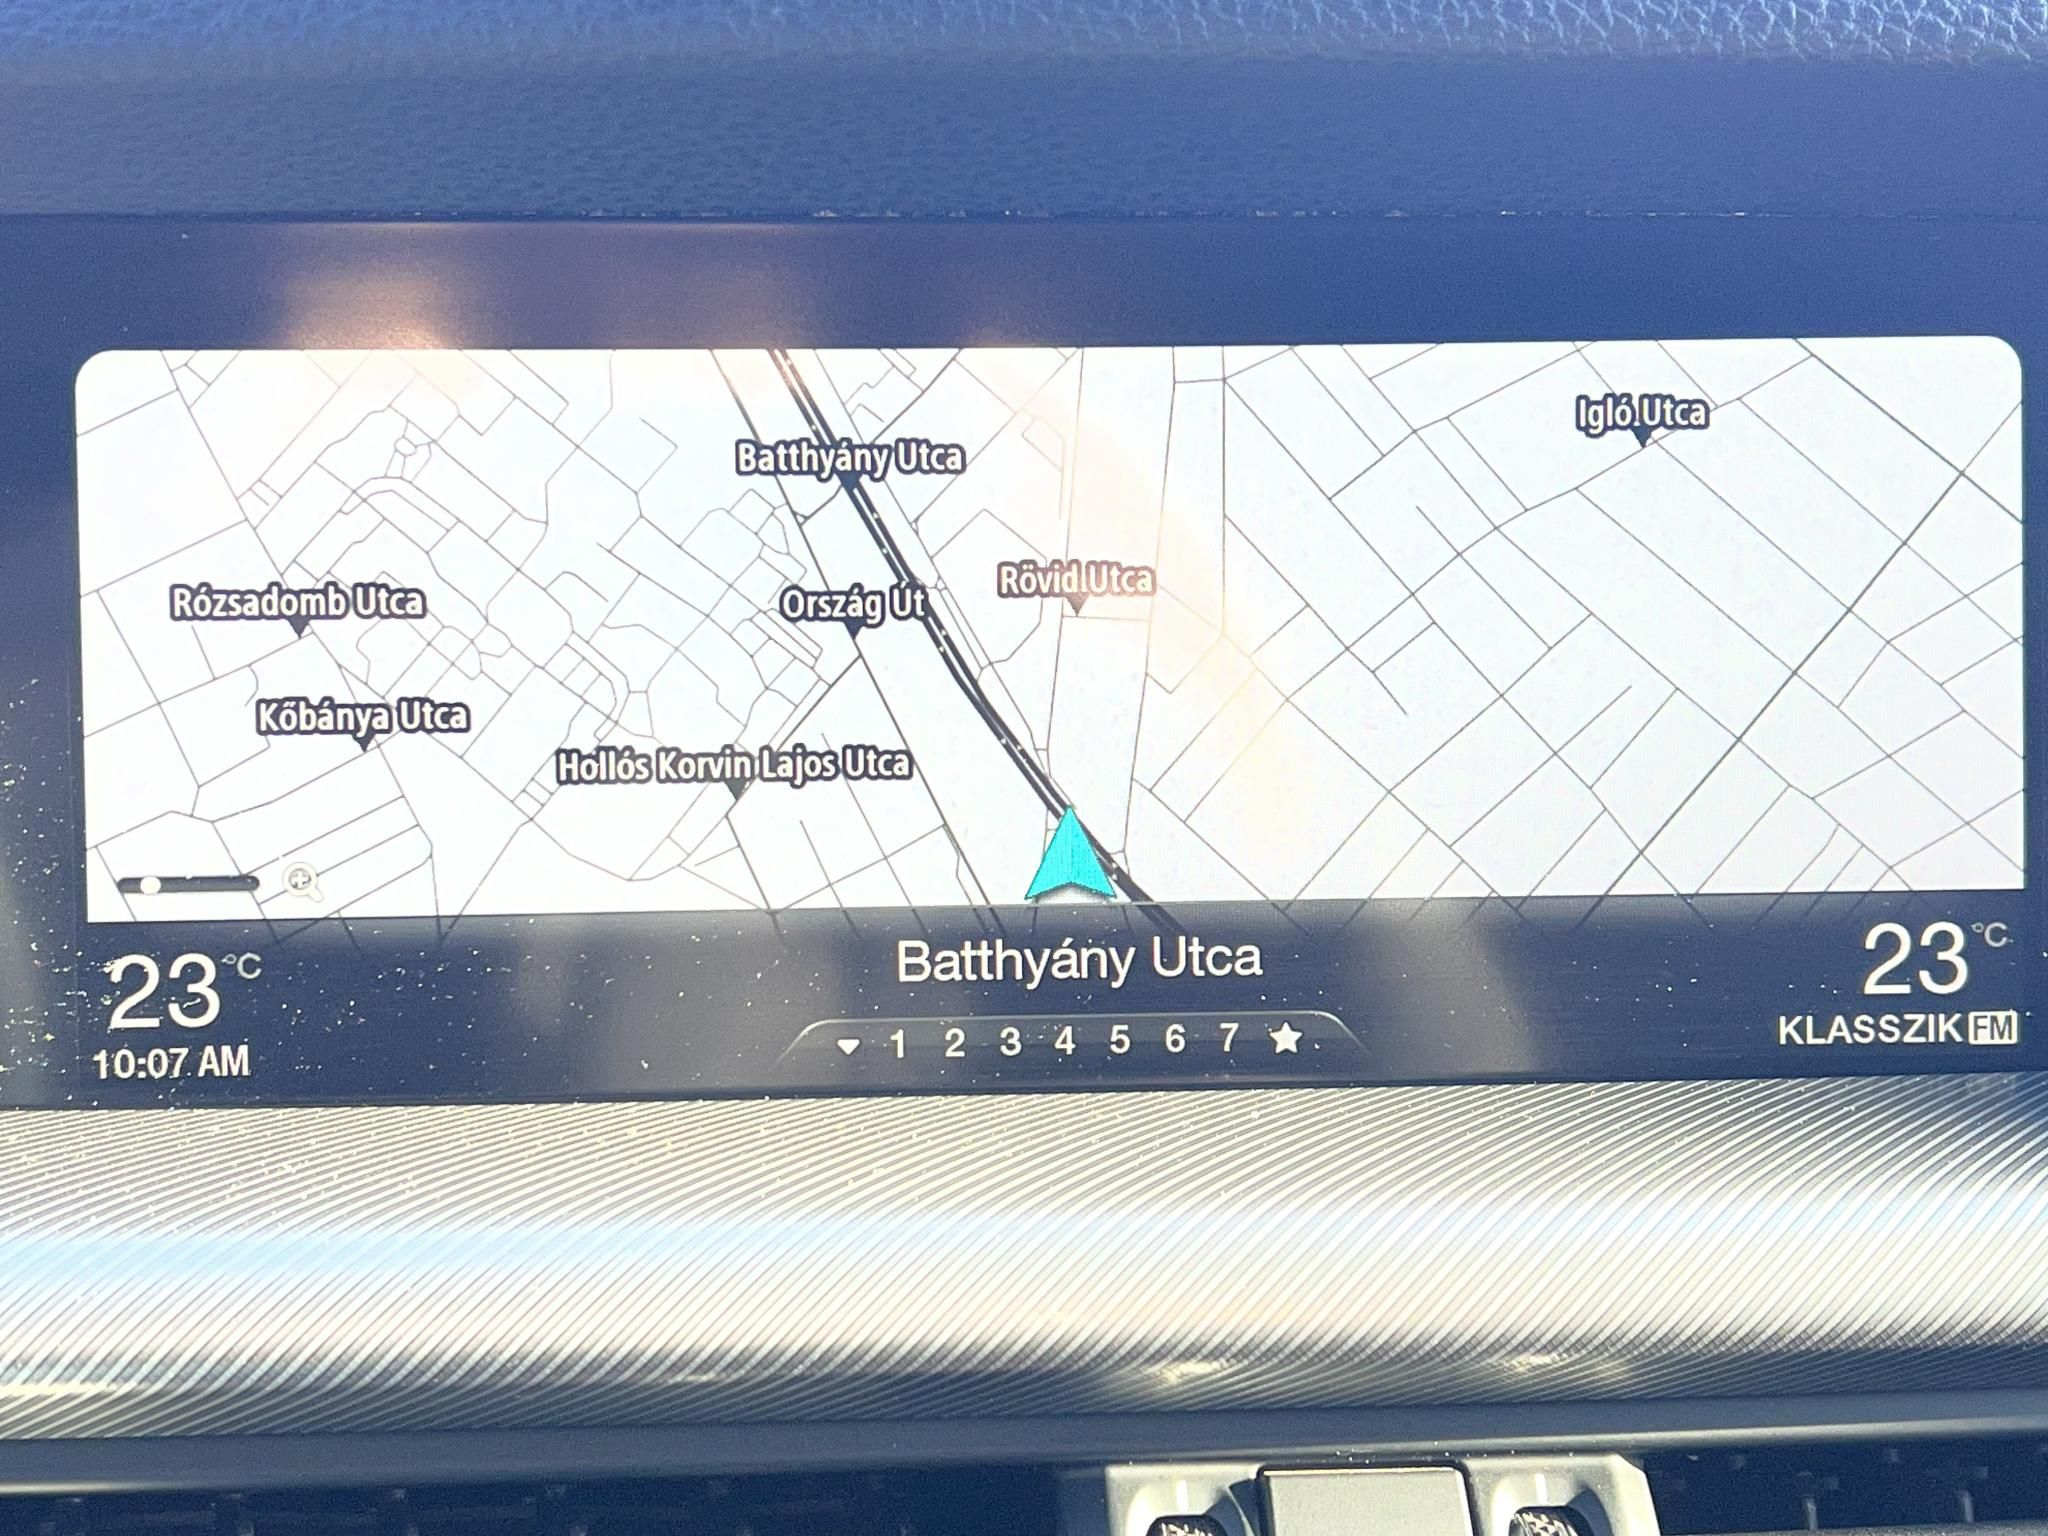 Igló Utca
Batthyány Utca
Rövid Utca
Rózsadomb Utca
Ország Út
Kőbánya Utca
Hollós Korvin Lajos Utca
23°C
Batthyány Utca
23°C
10:07 AM
1 2 3 4 5 6 7
KLASSZIK FM